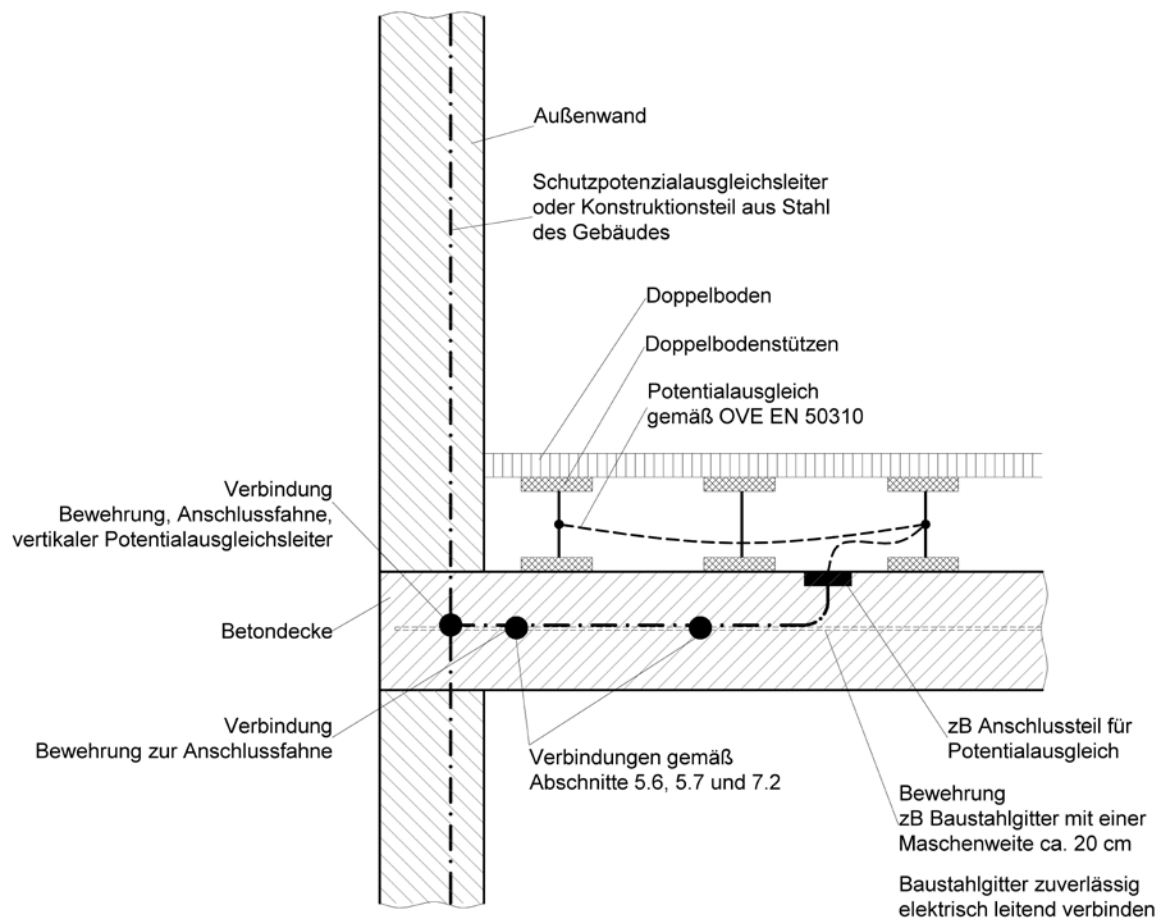 Außenwand
Schutzpotenzialausgleichsleiter
oder Konstruktionsteil aus Stahl
des Gebäudes
Doppelboden
Doppelbodenstützen
Potentialausgleich
gemäß OVE EN 50310
Verbindung
Bewehrung, Anschlussfahne,
vertikaler Potentialausgleichsleiter
Betondecke
Verbindung
Bewehrung zur Anschlussfahne
Verbindungen gemäß
Abschnitte 5.6, 5.7 und 7.2
zB Anschlussteil für
Potentialausgleich
Bewehrung
zB Baustahlgitter mit einer
Maschenweite ca. 20 cm
Baustahlgitter zuverlässig
elektrisch leitend verbinden